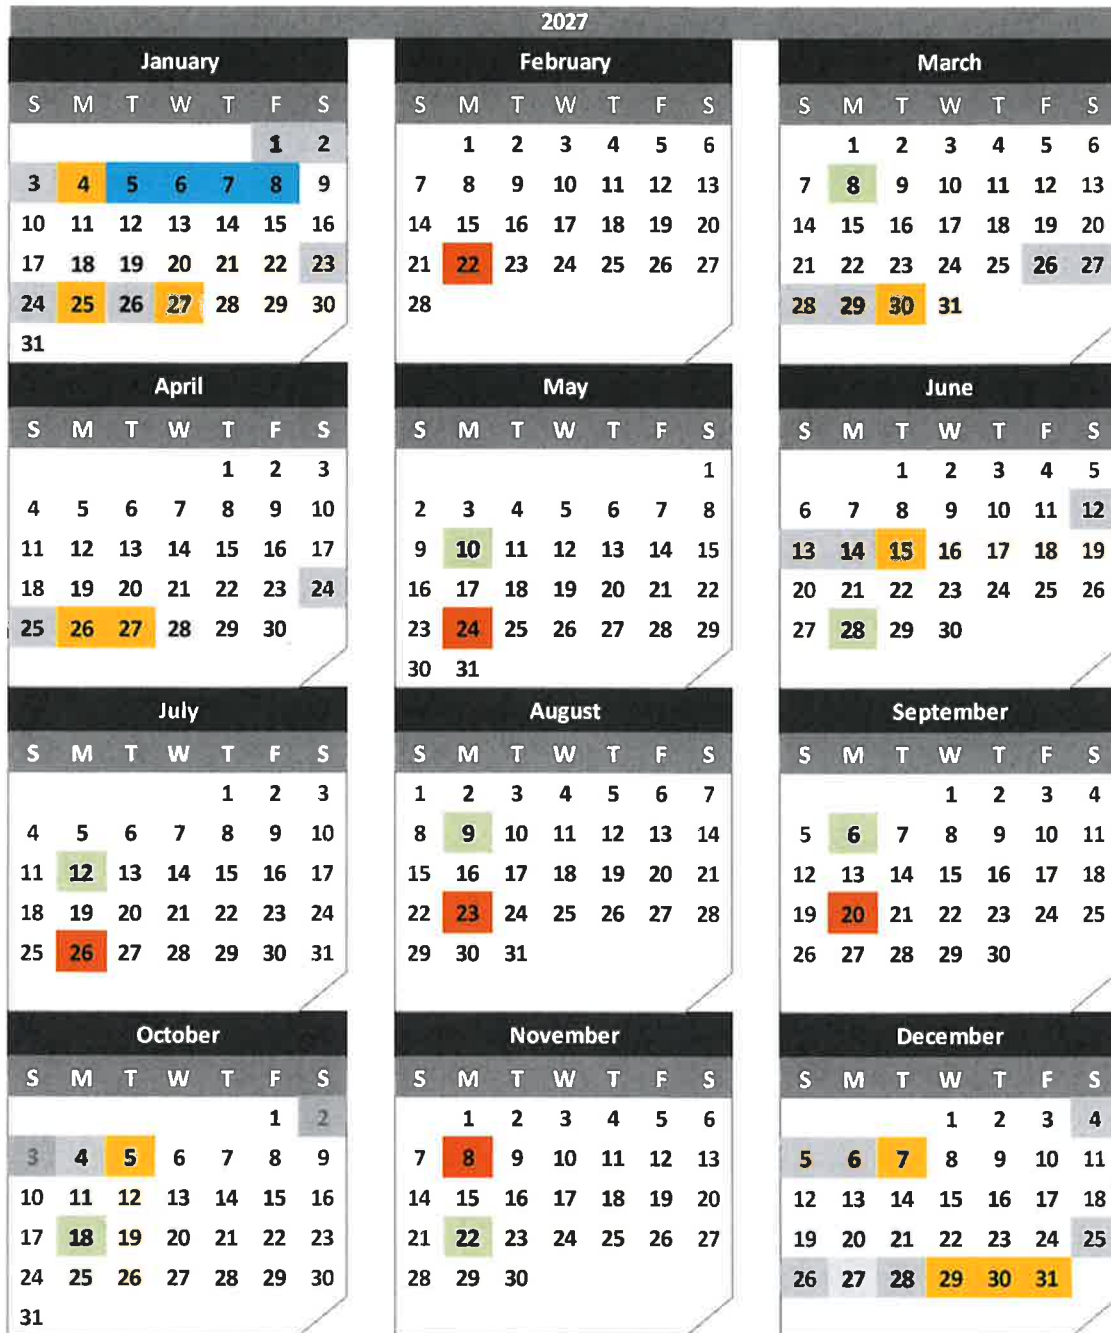 2027
January
S M T W T F S
1 2
3 4 5 6 7 8 9
10 11 12 13 14 15 16
17 18 19 20 21 22 23
24 25 26 27 28 29 30
31
February
S M T W T F S
1 2 3 4 5 6
7 8 9 10 11 12 13
14 15 16 17 18 19 20
21 22 23 24 25 26 27
28
March
S M T W T F S
1 2 3 4 5 6
7 8 9 10 11 12 13
14 15 16 17 18 19 20
21 22 23 24 25 26 27
28 29 30 31
April
S M T W T F S
1 2 3
4 5 6 7 8 9 10
11 12 13 14 15 16 17
18 19 20 21 22 23 24
25 26 27 28 29 30
May
S M T W T F S
1
2 3 4 5 6 7 8
9 10 11 12 13 14 15
16 17 18 19 20 21 22
23 24 25 26 27 28 29
30 31
June
S M T W T F S
1 2 3 4 5
6 7 8 9 10 11 12
13 14 15 16 17 18 19
20 21 22 23 24 25 26
27 28 29 30
July
S M T W T F S
1 2 3
4 5 6 7 8 9 10
11 12 13 14 15 16 17
18 19 20 21 22 23 24
25 26 27 28 29 30 31
August
S M T W T F S
1 2 3 4 5 6 7
8 9 10 11 12 13 14
15 16 17 18 19 20 21
22 23 24 25 26 27 28
29 30 31
September
S M T W T F S
1 2 3 4
5 6 7 8 9 10 11
12 13 14 15 16 17 18
19 20 21 22 23 24 25
26 27 28 29 30
October
S M T W T F S
1 2
3 4 5 6 7 8 9
10 11 12 13 14 15 16
17 18 19 20 21 22 23
24 25 26 27 28 29 30
31
November
S M T W T F S
1 2 3 4 5 6
7 8 9 10 11 12 13
14 15 16 17 18 19 20
21 22 23 24 25 26 27
28 29 30
December
S M T W T F S
1 2 3 4
5 6 7 8 9 10 11
12 13 14 15 16 17 18
19 20 21 22 23 24 25
26 27 28 29 30 31